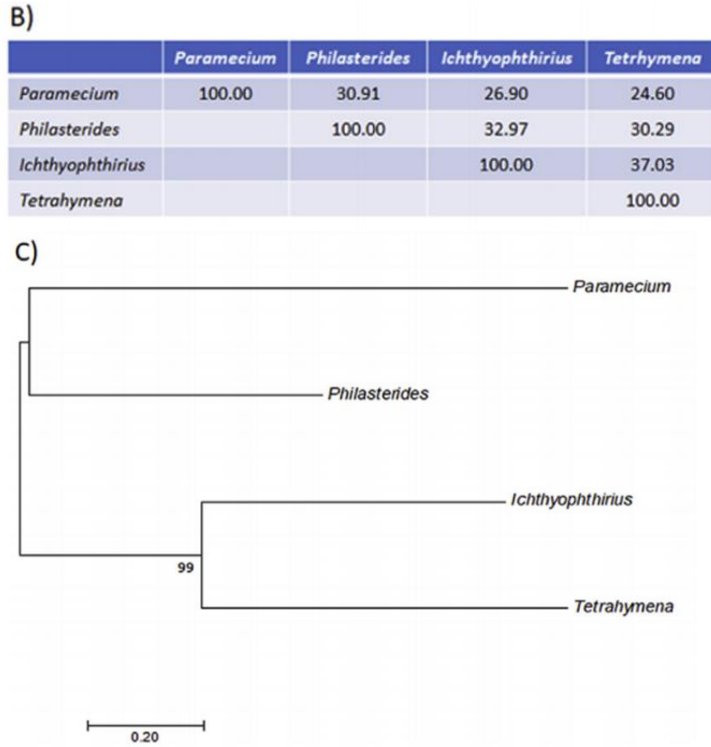 B)
Paramecium Philasterides Ichthyophthirius Tetrhymena
Paramecium 100.00 30.91 26.90 24.60
Philasterides 100.00 32.97 30.29
Ichthyophthirius 100.00 37.03
Tetrahymena 100.00
C)
Paramecium
Philasterides
Ichthyophthirius
99
Tetrahymena
0.20